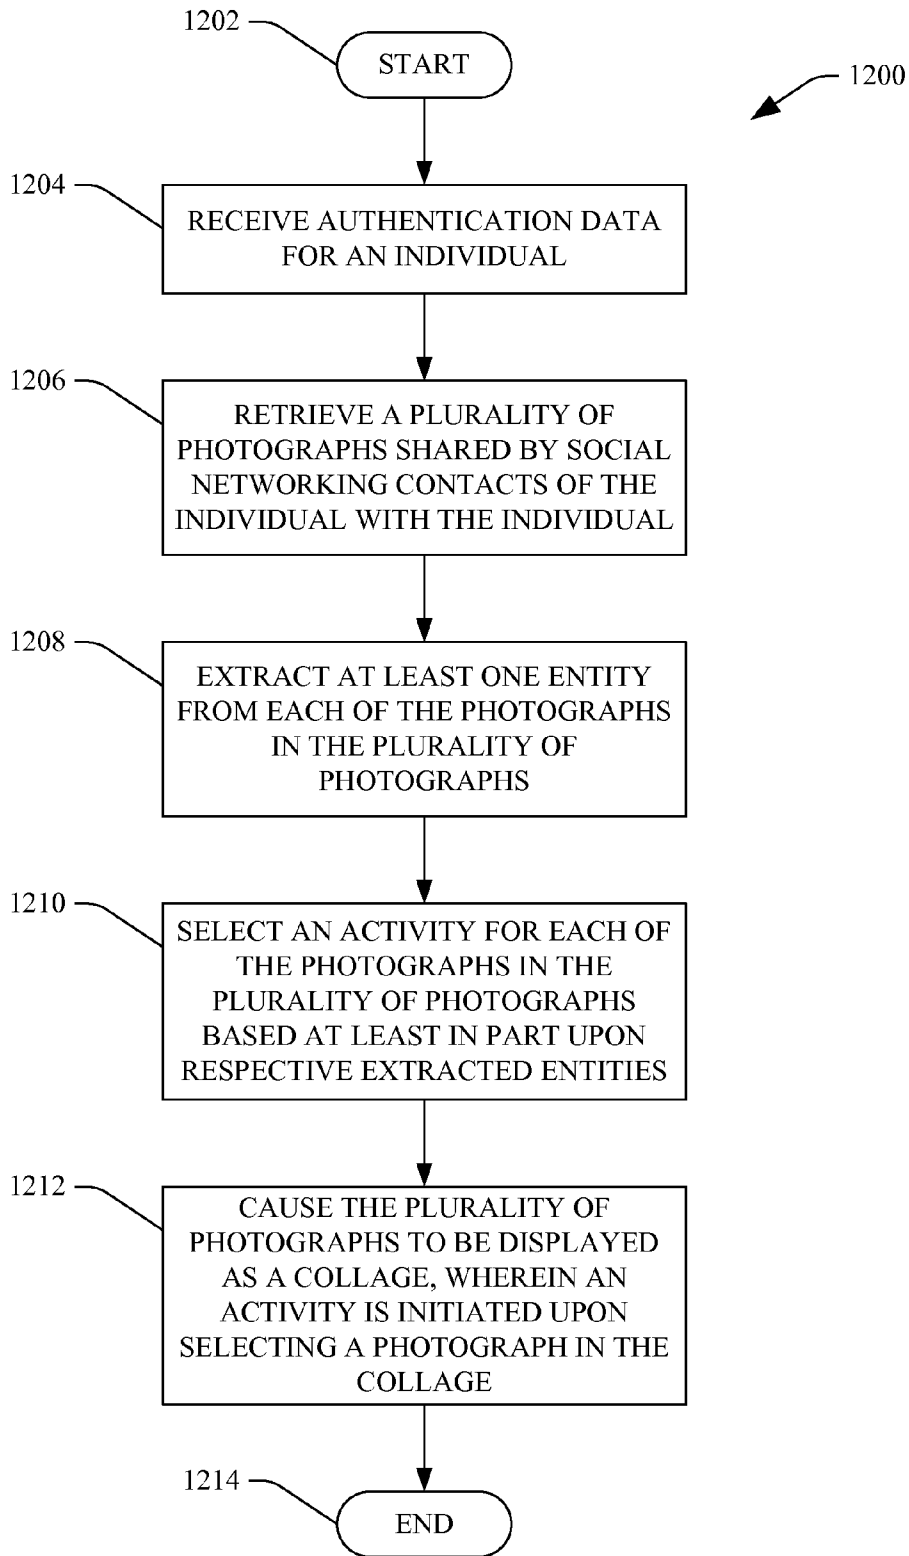 1202
START
1200
1204
RECEIVE AUTHENTICATION DATA
FOR AN INDIVIDUAL
1206
RETRIEVE A PLURALITY OF
PHOTOGRAPHS SHARED BY SOCIAL
NETWORKING CONTACTS OF THE
INDIVIDUAL WITH THE INDIVIDUAL
1208
EXTRACT AT LEAST ONE ENTITY
FROM EACH OF THE PHOTOGRAPHS
IN THE PLURALITY OF
PHOTOGRAPHS
1210
SELECT AN ACTIVITY FOR EACH OF
THE PHOTOGRAPHS IN THE
PLURALITY OF PHOTOGRAPHS
BASED AT LEAST IN PART UPON
RESPECTIVE EXTRACTED ENTITIES
1212
CAUSE THE PLURALITY OF
PHOTOGRAPHS TO BE DISPLAYED
AS A COLLAGE, WHEREIN AN
ACTIVITY IS INITIATED UPON
SELECTING A PHOTOGRAPH IN THE
COLLAGE
1214
END